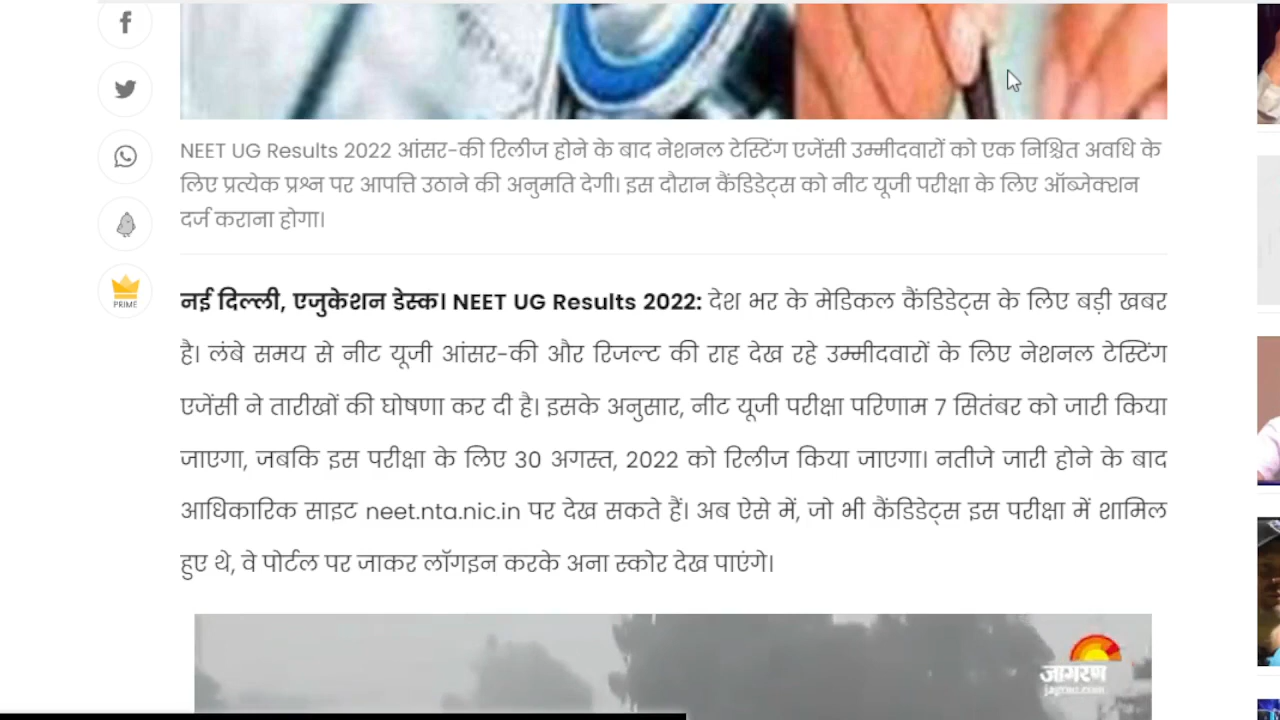 NEET UG Results 2022 आंसर-की रिलीज होने के बाद नेशनल टेस्टिंग एजेंसी उम्मीदवारों को एक निश्चित अवधि के
लिए प्रत्येक प्रश्न पर आपत्ति उठाने की अनुमति देगी। इस दौरान कैंडिडेट्स को नीट यूजी परीक्षा के लिए ऑब्जेक्शन
दर्ज कराना होगा।
PRIME
नई दिल्ली, एजुकेशन डेस्क। NEET UG Results 2022: देश भर के मेडिकल कैंडिडेट्स के लिए बड़ी खबर
है। लंबे समय से नीट यूजी आंसर-की और रिजल्ट की राह देख रहे उम्मीदवारों के लिए नेशनल टेस्टिंग
एजेंसी ने तारीखों की घोषणा कर दी है। इसके अनुसार, नीट यूजी परीक्षा परिणाम 7 सितंबर को जारी किया
जाएगा, जबकि इस परीक्षा के लिए 30 अगस्त, 2022 को रिलीज किया जाएगा। नतीजे जारी होने के बाद
आधिकारिक साइट neet.nta.nic.in पर देख सकते हैं। अब ऐसे में, जो भी कैंडिडेट्स इस परीक्षा में शामिल
हुए थे, वे पोर्टल पर जाकर लॉगइन करके अना स्कोर देख पाएंगे।
जागरण
jagran.com